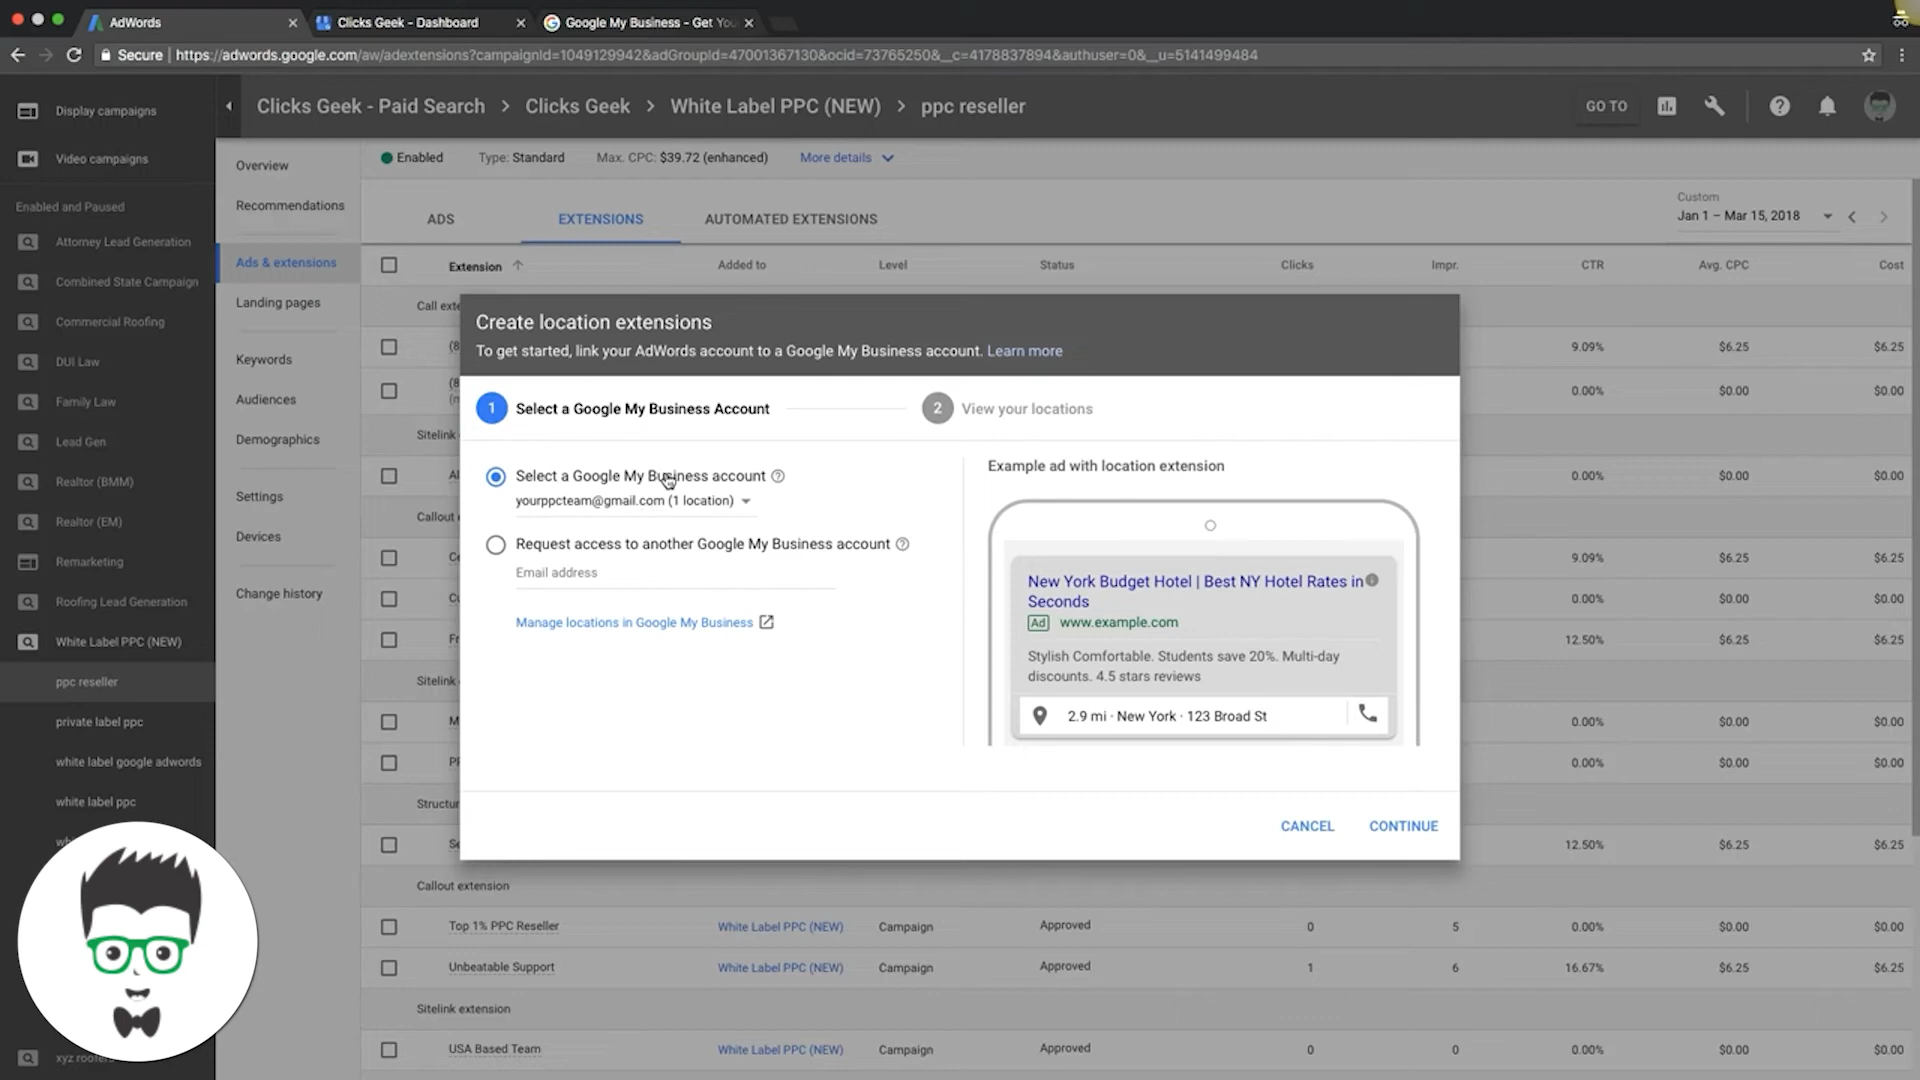 AdWords
Clicks Geek - Dashboard
Google My Business - Get You
Secure | https://adwords.google.com/aw/adextensions?campaignId=1049129942&adGroupId=47001367130&ocid=73765250&__c=4178837894&authuser=0&__u=5141499484
Display campaigns
Video campaigns
Enabled and Paused
Attorney Lead Generation
Combined State Campaign
Commercial Roofing
DUI Law
Family Law
Lead Gen
Realtor (BMM)
Realtor (EM)
Remarketing
Roofing Lead Generation
White Label PPC (NEW)
ppc reseller
private label ppc
white label google adwords
white label ppc
xyz roofers
Clicks Geek - Paid Search > Clicks Geek > White Label PPC (NEW) > ppc reseller
GO TO
Overview
Recommendations
Ads & extensions
Landing pages
Keywords
Audiences
Demographics
Settings
Devices
Change history
Enabled Type: Standard Max. CPC: $39.72 (enhanced) More details
ADS EXTENSIONS AUTOMATED EXTENSIONS
Custom
Jan 1 – Mar 15, 2018
Extension Added to Level Status Clicks Impr. CTR Avg. CPC Cost
Call exte
(8 9.09% $6.25 $6.25
(8 0.00% $0.00 $0.00
(m
Sitelink
Al 0.00% $0.00 $0.00
Callout
Ce 9.09% $6.25 $6.25
Cu 0.00% $0.00 $0.00
Fr 12.50% $6.25 $6.25
Sitelink
M 0.00% $0.00 $0.00
PP 0.00% $0.00 $0.00
Structur
Se 12.50% $6.25 $6.25
Callout extension
Top 1% PPC Reseller White Label PPC (NEW) Campaign Approved 0 5 0.00% $0.00 $0.00
Unbeatable Support White Label PPC (NEW) Campaign Approved 1 6 16.67% $6.25 $6.25
Sitelink extension
USA Based Team White Label PPC (NEW) Campaign Approved 0 0 0.00% $0.00 $0.00
Create location extensions
To get started, link your AdWords account to a Google My Business account. Learn more
1 Select a Google My Business Account
2 View your locations
Select a Google My Business account
yourppcteam@gmail.com (1 location)
Request access to another Google My Business account
Email address
Manage locations in Google My Business
Example ad with location extension
New York Budget Hotel | Best NY Hotel Rates in
Seconds
Ad www.example.com
Stylish Comfortable. Students save 20%. Multi-day
discounts. 4.5 stars reviews
2.9 mi · New York · 123 Broad St
CANCEL CONTINUE